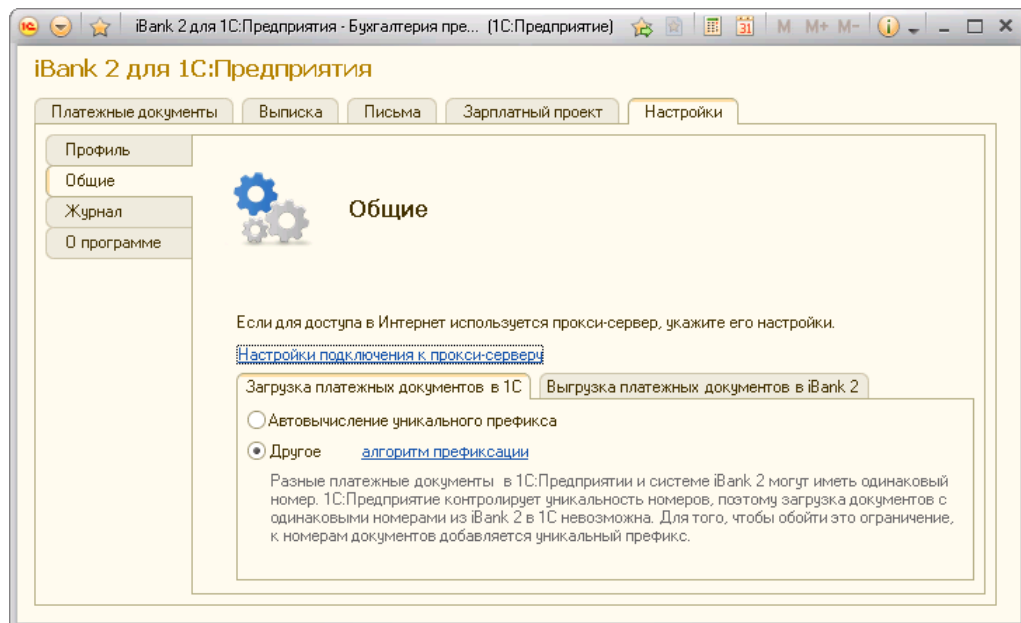 iBank 2 для 1С:Предприятия - Бухгалтерия пре... (1С:Предприятие) 31 M M+ M-
iBank 2 для 1С:Предприятия
Платежные документы Выписка Письма Зарплатный проект Настройки
Профиль
Общие
Журнал
О программе
Общие
Если для доступа в Интернет используется прокси-сервер, укажите его настройки.
Настройки подключения к прокси-серверу
Загрузка платежных документов в 1С Выгрузка платежных документов в iBank 2
Автовычисление уникального префикса
Другое алгоритм префиксации
Разные платежные документы в 1С:Предприятии и системе iBank 2 могут иметь одинаковый
номер. 1С:Предприятие контролирует уникальность номеров, поэтому загрузка документов с
одинаковыми номерами из iBank 2 в 1С невозможна. Для того, чтобы обойти это ограничение,
к номерам документов добавляется уникальный префикс.